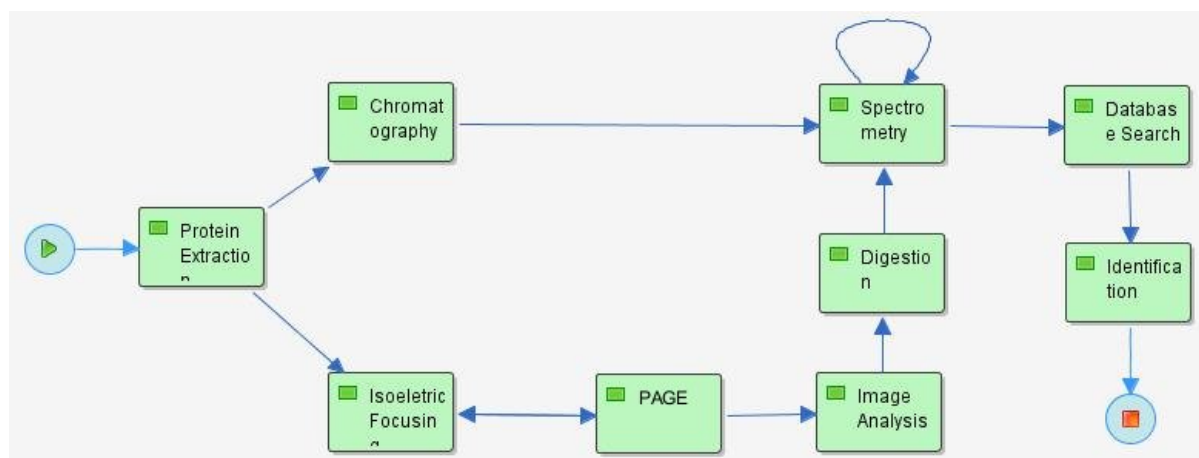 Chromat
ography
Spectro
metry
Databas
e Search
Protein
Extractio
n
Digestio
n
Identifica
tion
Isoeletric
Focusin
g
PAGE
Image
Analysis